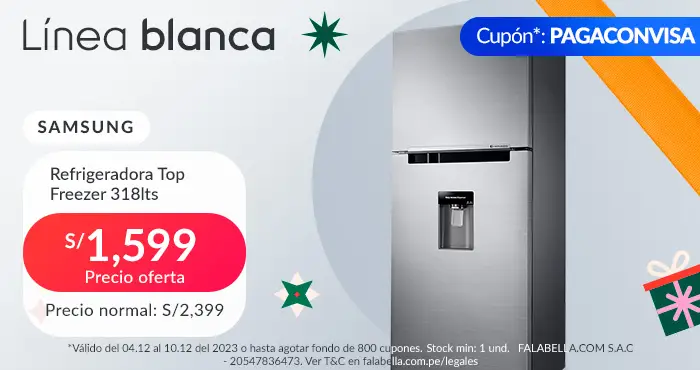 Línea blanca
Cupón*: PAGACONVISA
SAMSUNG
Refrigeradora Top
Freezer 318lts
S/1,599
Precio oferta
Precio normal: S/2,399
*Válido del 04.12 al 10.12 del 2023 o hasta agotar fondo de 800 cupones. Stock min: 1 und. FALABELLA.COM S.A.C
- 20547836473. Ver T&C en falabella.com.pe/legales